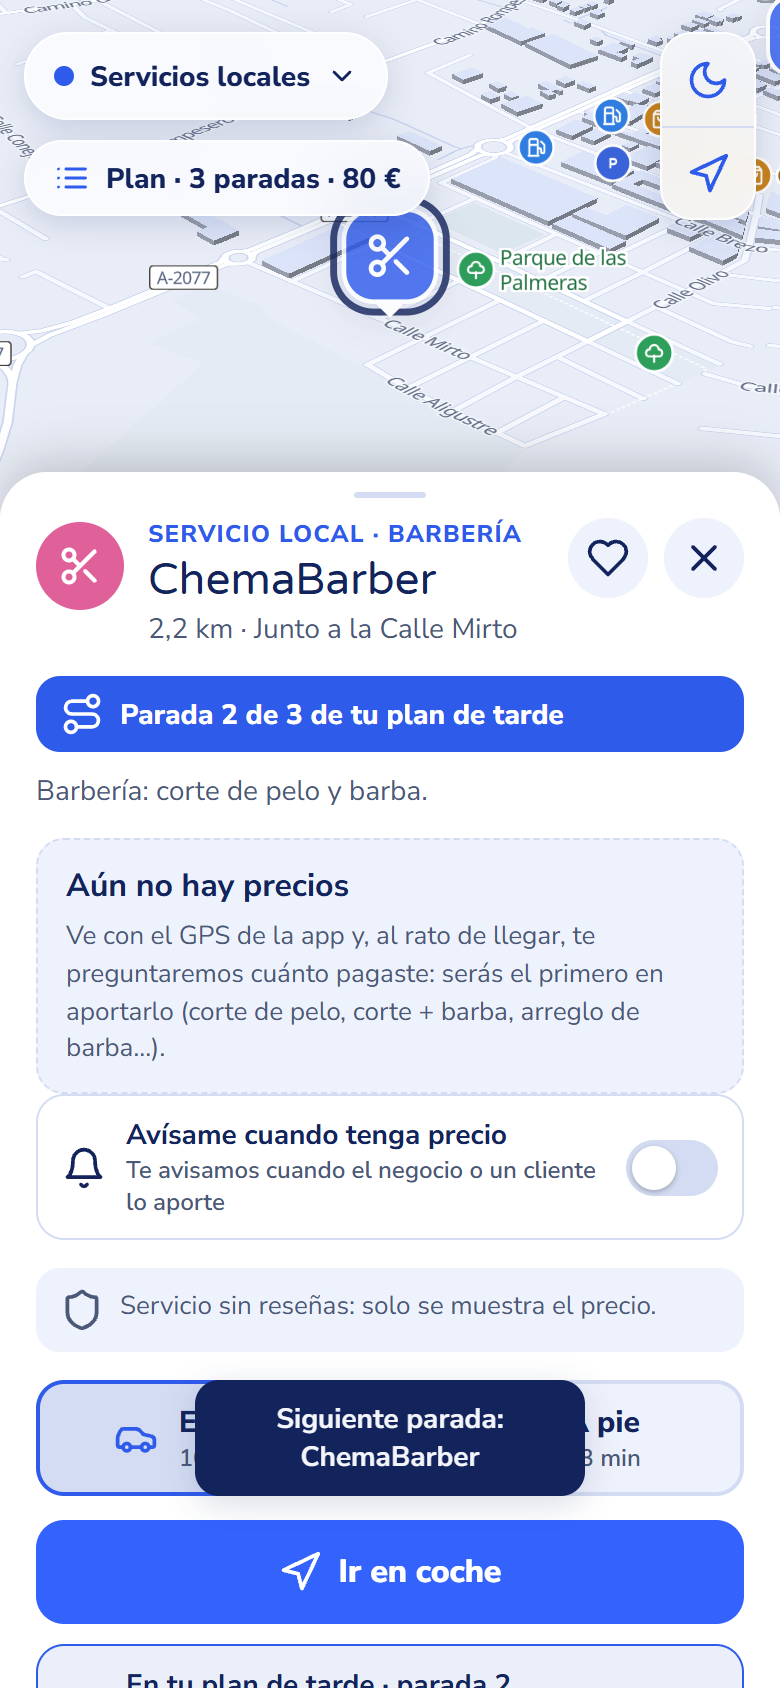 Camino Rompe
Servicios locales
Plan · 3 paradas · 80 €
P
Calle Brezo
Parque de las
Palmeras
A-2077
Calle Olivo
Calle Mirto
Calle Aligustre
SERVICIO LOCAL · BARBERÍA
ChemaBarber
2,2 km · Junto a la Calle Mirto
Parada 2 de 3 de tu plan de tarde
Barbería: corte de pelo y barba.
Aún no hay precios
Ve con el GPS de la app y, al rato de llegar, te
preguntaremos cuánto pagaste: serás el primero en
aportarlo (corte de pelo, corte + barba, arreglo de
barba...).
Avísame cuando tenga precio
Te avisamos cuando el negocio o un cliente
lo aporte
Servicio sin reseñas: solo se muestra el precio.
Siguiente parada:
ChemaBarber
pie
min
Ir en coche
En tu plan de tarde · parada 2